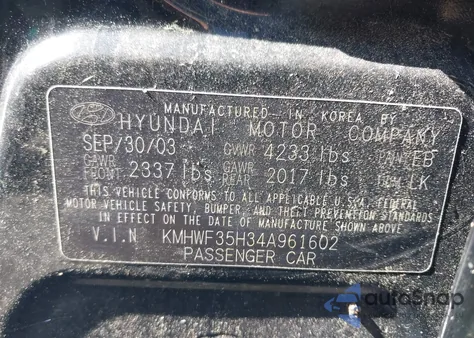 MANUFACTURED IN KOREA BY
HYUNDAI MOTOR COMPANY
SEP/30/03 GVWR 4233 lbs PAINT EB
GAWR FRONT 2337 lbs GAWR REAR 2017 lbs LK
THIS VEHICLE CONFORMS TO ALL APPLICABLE U.S.A. FEDERAL
MOTOR VEHICLE SAFETY, BUMPER, AND THEFT PREVENTION STANDARDS
IN EFFECT ON THE DATE OF MANUFACTURE SHOWN ABOVE.
V.I.N KMHWF35H34A961602
PASSENGER CAR
autoSnap